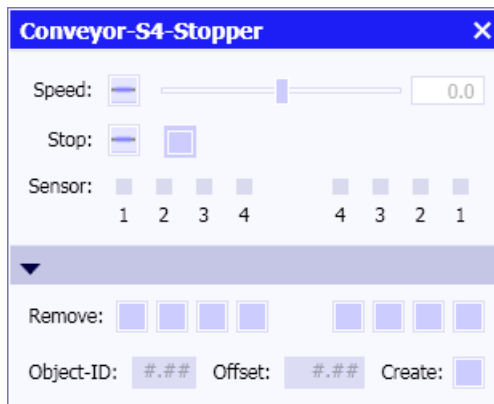 Conveyor-S4-Stopper
Speed: 0.0
Stop:
Sensor:
1 2 3 4 4 3 2 1
Remove:
Object-ID: #.## Offset: #.## Create: